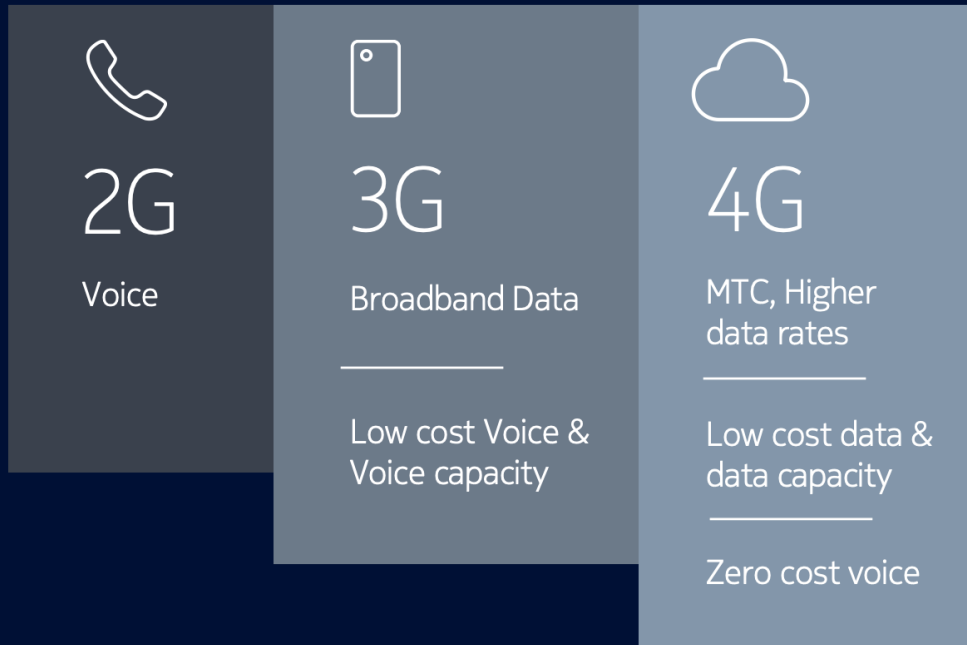 2G
Voice
3G
Broadband Data
Low cost Voice &
Voice capacity
4G
MTC, Higher
data rates
Low cost data &
data capacity
Zero cost voice